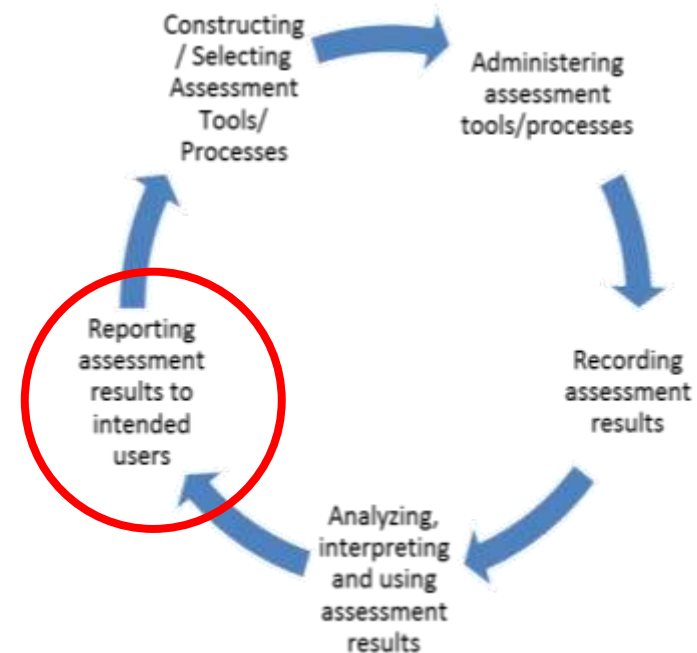 Constructing
/ Selecting
Assessment
Tools/
Processes
Administering
assessment
tools/processes
Recording
assessment
results
Analyzing,
interpreting
and using
assessment
results
Reporting
assessment
results to
intended
users